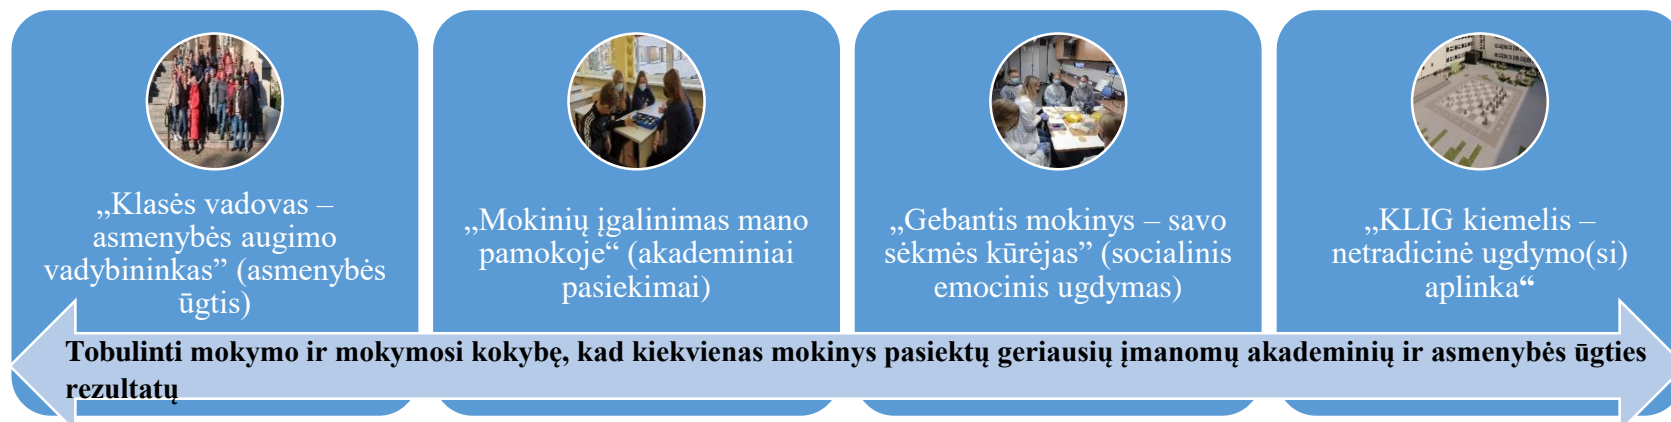 „Klasės vadovas –
asmenybės augimo
vadybininkas” (asmenybės
ūgtis)
„Mokinių įgalinimas mano
pamokoje“ (akademiniai
pasiekimai)
„Gebantis mokinys – savo
sėkmės kūrėjas” (socialinis
emocinis ugdymas)
„KLIG kiemelis –
netradicinė ugdymo(si)
aplinka“
Tobulinti mokymo ir mokymosi kokybę, kad kiekvienas mokinys pasiektų geriausių įmanomų akademinių ir asmenybės ūgties
rezultatų